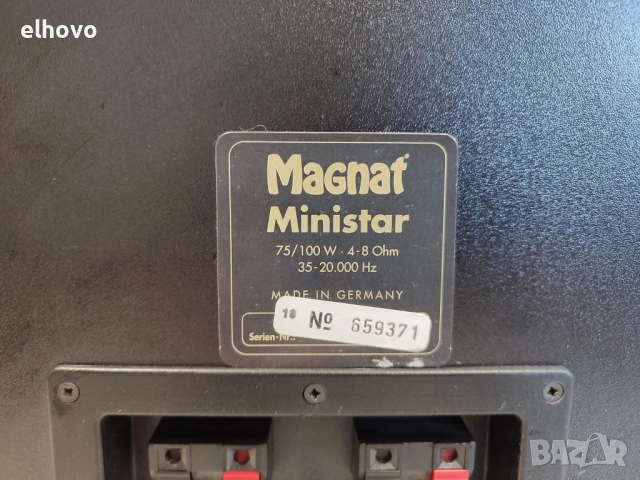 elhovo
Magnat
Ministar
75/100 W · 4-8 Ohm
35-20.000 Hz
MADE IN GERMANY
10 № 659371
Serien-Nr.:
BAZAR